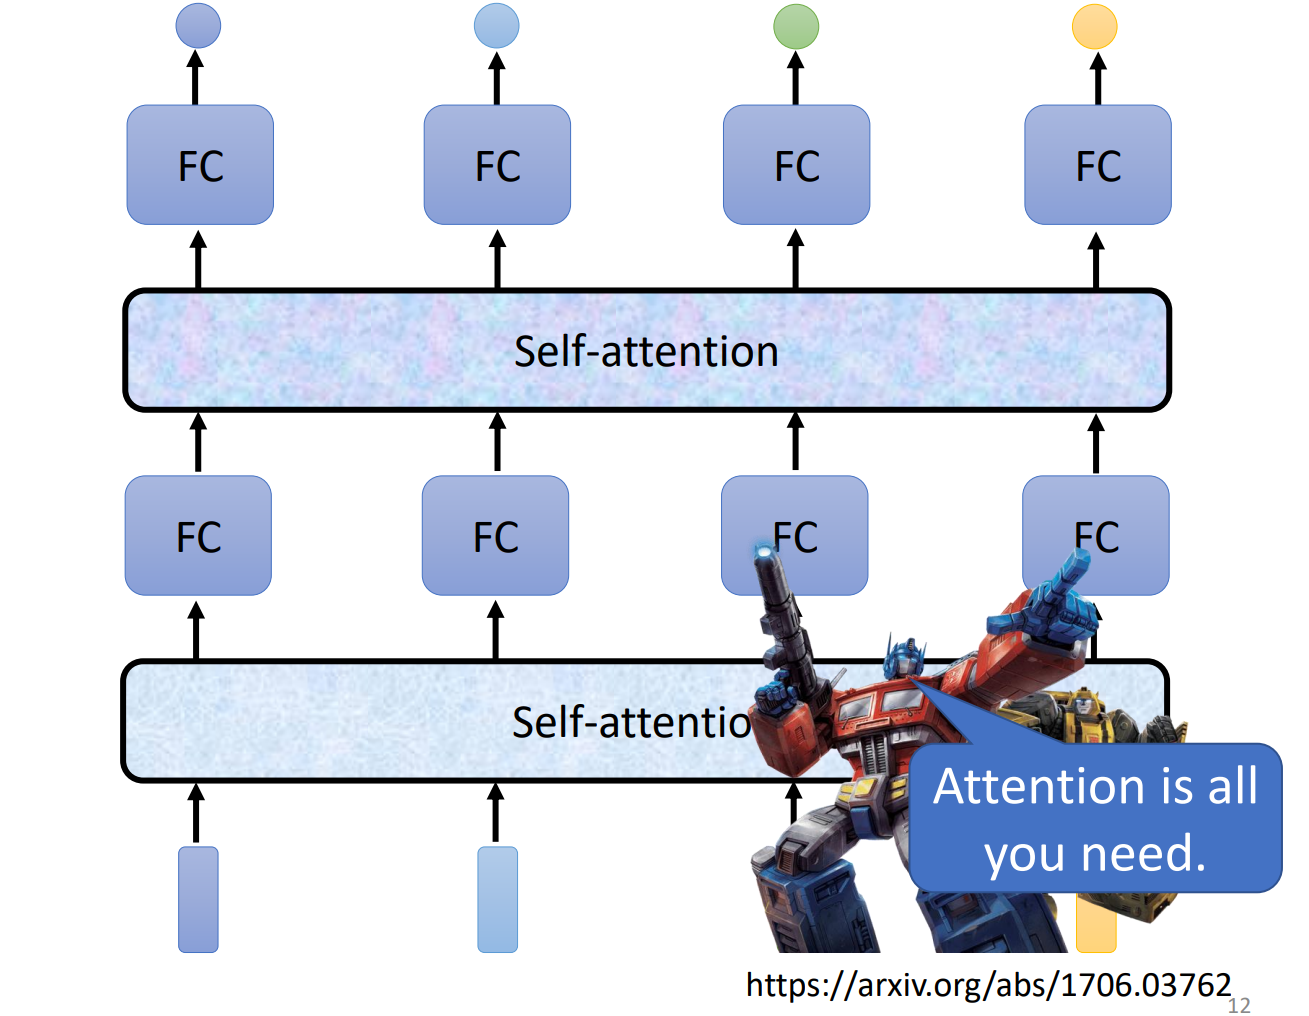 FC FC FC FC
Self-attention
FC FC FC FC
Self-attentio
Attention is all
you need.
https://arxiv.org/abs/1706.03762
12